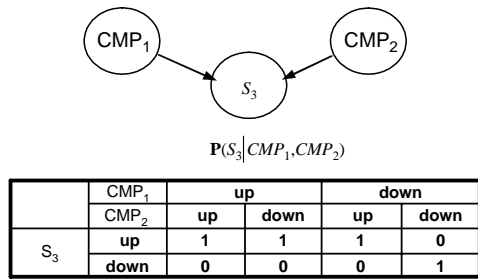 CMP₁ CMP₂
S₃
P(S₃|CMP₁,CMP₂)
CMP₁ up down
CMP₂ up down up down
S₃ up 1 1 1 0
down 0 0 0 1